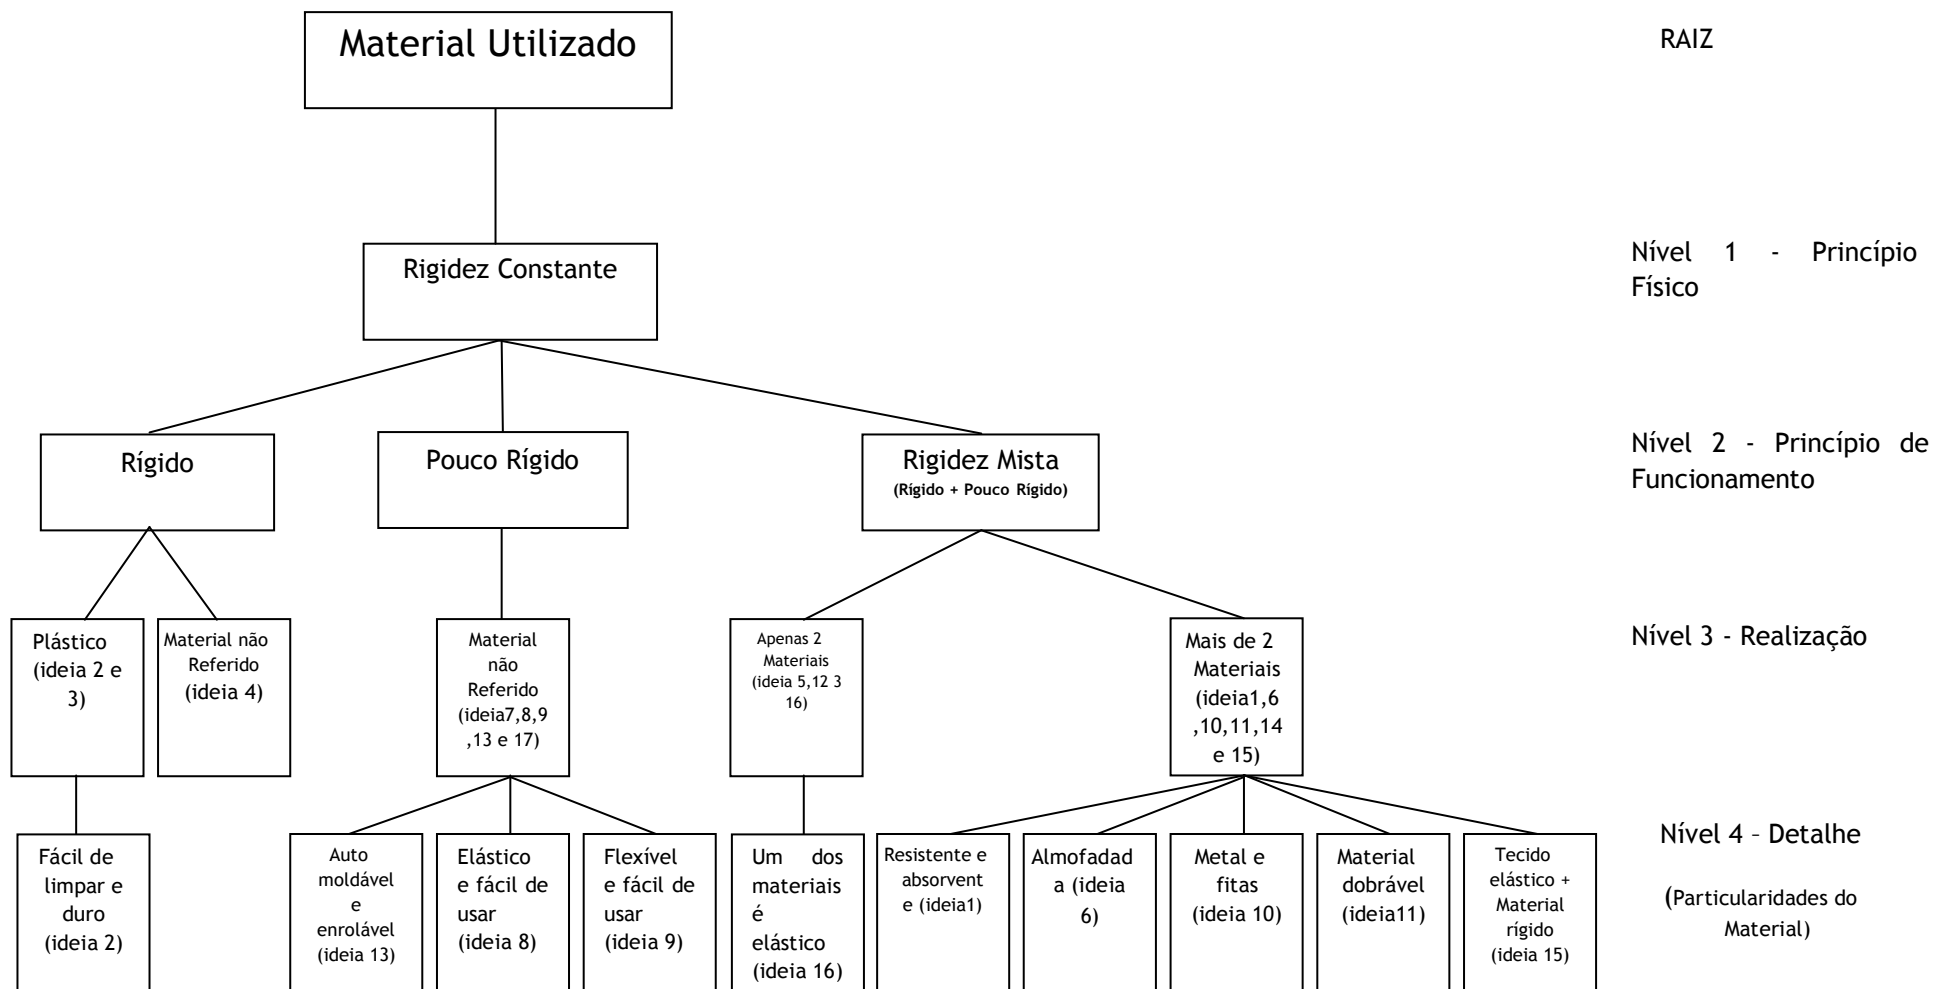 Material Utilizado
RAIZ
Rigidez Constante
Nível 1 - Princípio
Físico
Rígido
Pouco Rígido
Rigidez Mista
(Rígido + Pouco Rígido)
Nível 2 - Princípio de
Funcionamento
Plástico
(ideia 2 e
3)
Material não
Referido
(ideia 4)
Material
não
Referido
(ideia7,8,9
,13 e 17)
Apenas 2
Materiais
(ideia 5,12 3
16)
Mais de 2
Materiais
(ideia1,6
,10,11,14
e 15)
Nível 3 - Realização
Fácil de
limpar e
duro
(ideia 2)
Auto
moldável
e
enrolável
(ideia 13)
Elástico
e fácil de
usar
(ideia 8)
Flexível
e fácil de
usar
(ideia 9)
Um dos
materiais
é
elástico
(ideia 16)
Resistente e
absorvent
e (ideia1)
Almofadad
a (ideia
6)
Metal e
fitas
(ideia 10)
Material
dobrável
(ideia11)
Tecido
elástico +
Material
rígido
(ideia 15)
Nível 4 – Detalhe
(Particularidades do
Material)